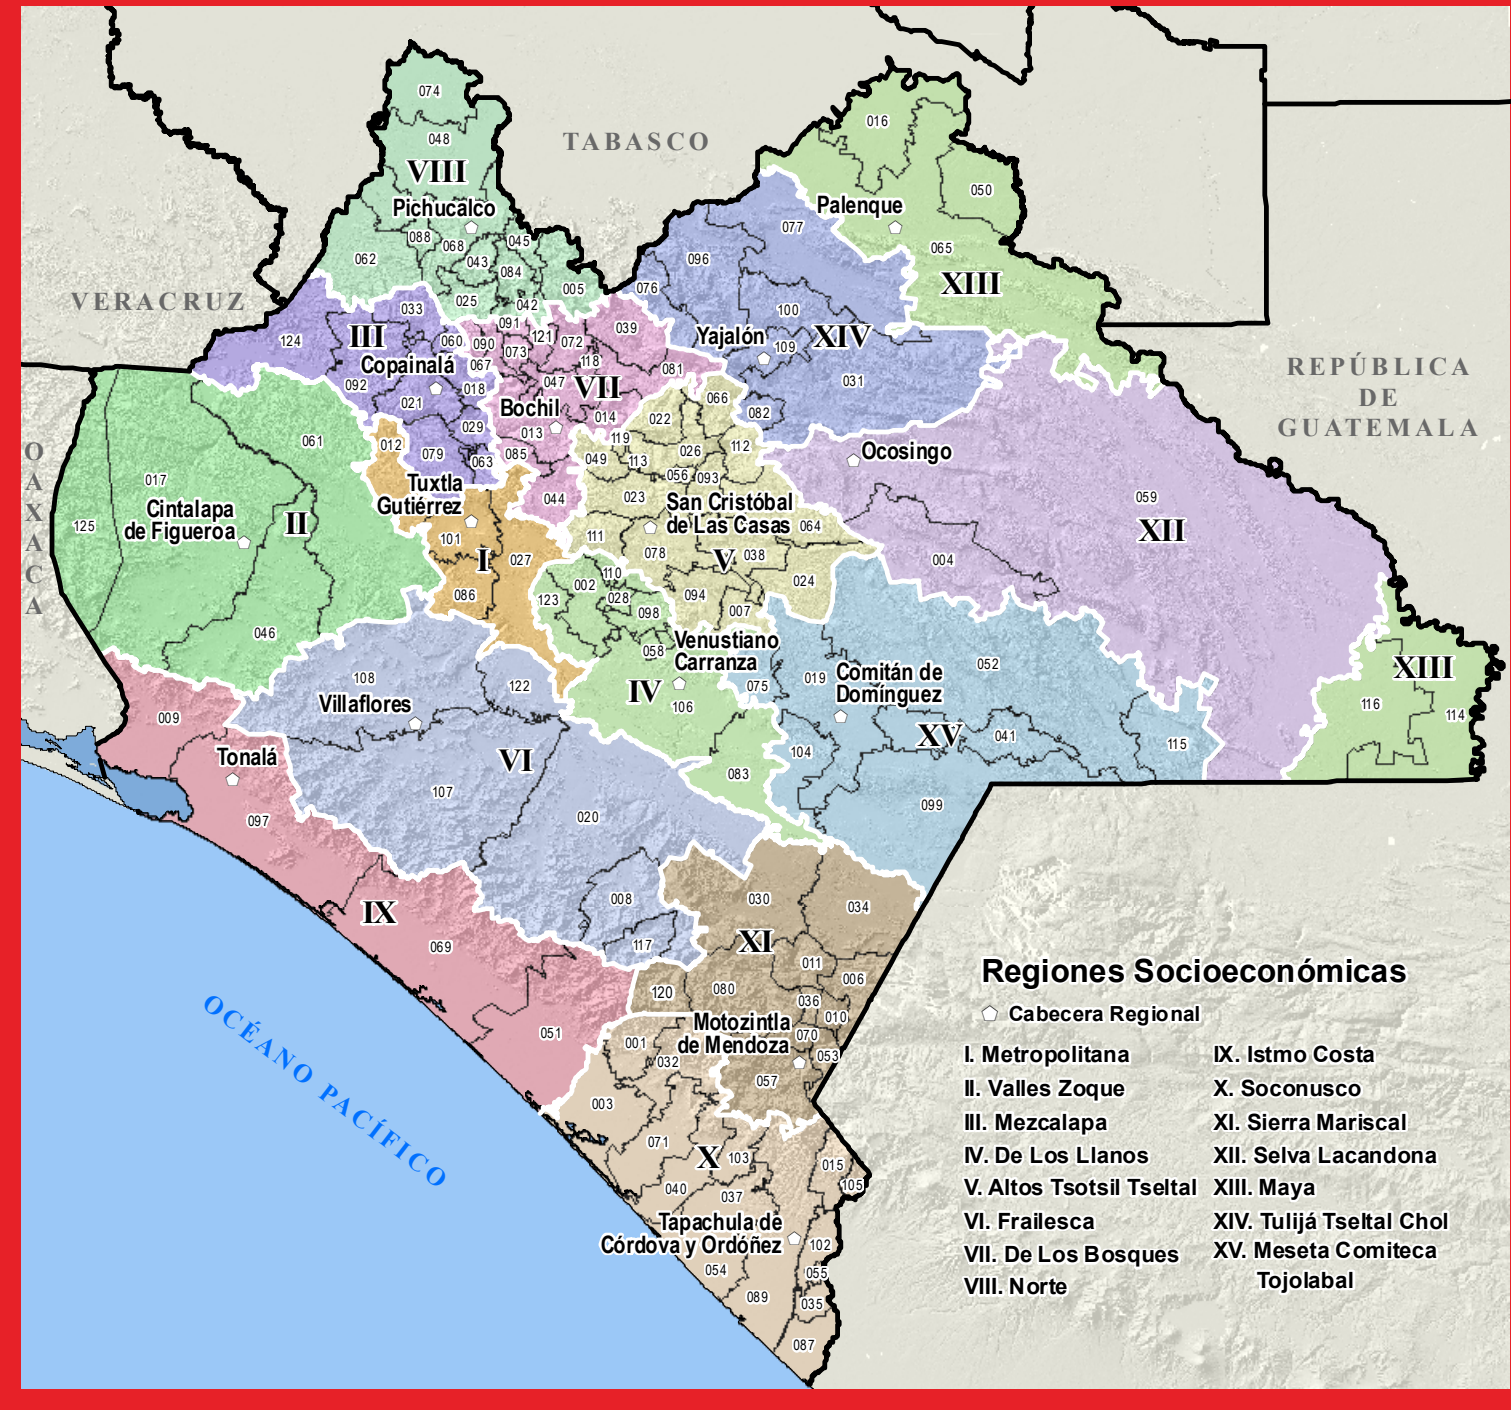 074
048
VIII
Pichucalco
088
068
045
043
084
062
025
042
005
TABASCO
016
050
Palenque
065
XIII
077
096
076
100
Yajalón
XIV
109
031
082
VERACRUZ
124
033
III
060
Copainalá
067
092
018
021
029
079
063
091
090
121
072
039
073
118
081
047
VII
Bochil
014
013
085
044
REPÚBLICA
DE
GUATEMALA
O
A
X
A
C
A
061
017
Cintalapa
de Figueroa
II
125
046
012
Tuxtla
Gutiérrez
101
I
027
086
066
022
119
026
112
049
113
056
093
023
San Cristóbal
de Las Casas
064
111
078
V
038
024
094
007
Ocosingo
059
XII
004
110
002
123
028
098
058
Venustiano
Carranza
IV
106
083
075
019
052
Comitán de
Domínguez
104
XV
041
115
099
XIII
116
114
009
Tonalá
097
IX
069
051
108
Villaflores
122
VI
107
020
008
117
030
034
XI
011
006
120
080
036
010
Motozintla
de Mendoza
070
053
057
001
032
003
071
X
103
015
105
040
037
Tapachula de
Córdova y Ordóñez
102
054
055
089
035
087
OCÉANO PACÍFICO
Regiones Socioeconómicas
Cabecera Regional
I. Metropolitana
II. Valles Zoque
III. Mezcalapa
IV. De Los Llanos
V. Altos Tsotsil Tseltal
VI. Frailesca
VII. De Los Bosques
VIII. Norte
IX. Istmo Costa
X. Soconusco
XI. Sierra Mariscal
XII. Selva Lacandona
XIII. Maya
XIV. Tulijá Tseltal Chol
XV. Meseta Comiteca
Tojolabal